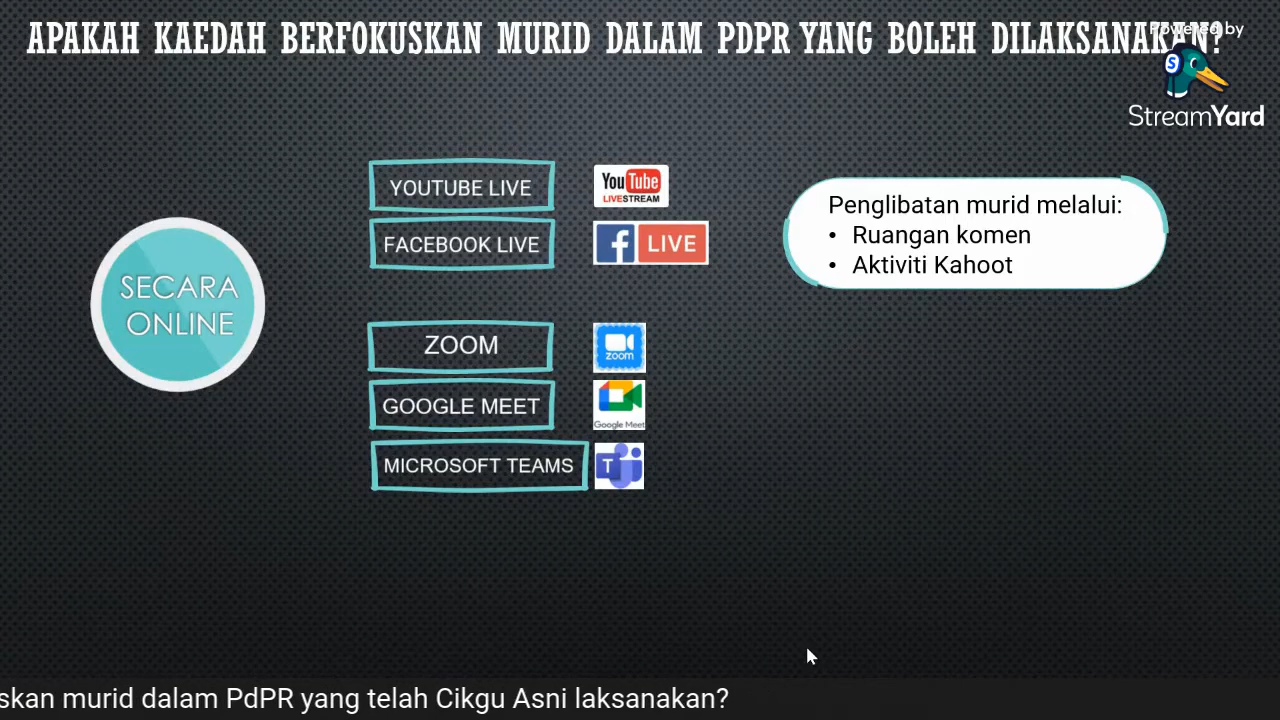 APAKAH KAEDAH BERFOKUSKAN MURID DALAM PDPR YANG BOLEH DILAKSANAKAN?
Powered by
S
StreamYard
SECARA
ONLINE
YOUTUBE LIVE
YouTube
LIVESTREAM
FACEBOOK LIVE
f LIVE
ZOOM
zoom
GOOGLE MEET
Google Meet
MICROSOFT TEAMS
T
Penglibatan murid melalui:
• Ruangan komen
• Aktiviti Kahoot
skan murid dalam PdPR yang telah Cikgu Asni laksanakan?